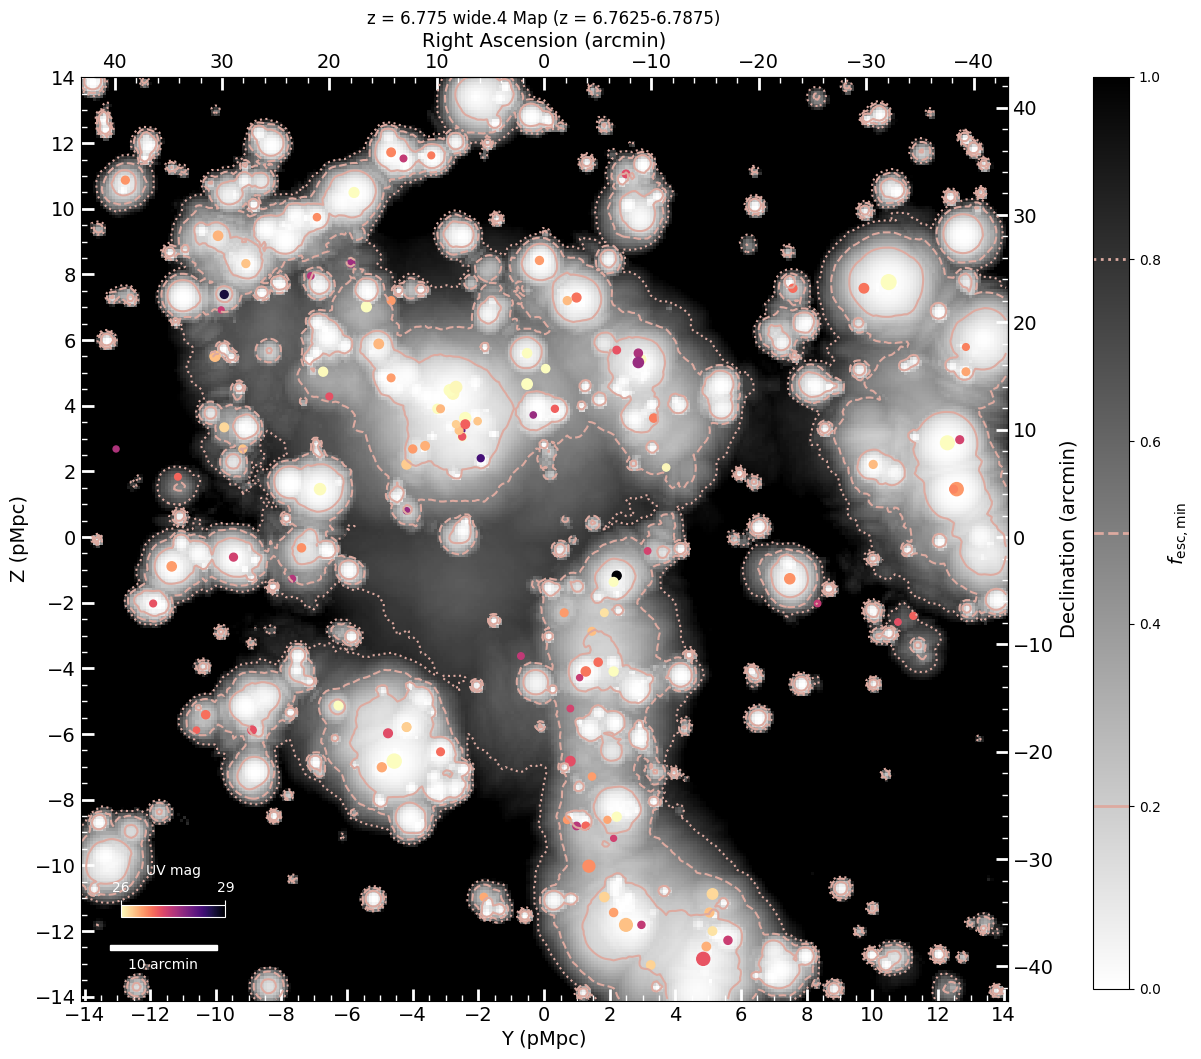 z = 6.775 wide.4 Map (z = 6.7625-6.7875)
Right Ascension (arcmin)
40 30 20 10 0 −10 −20 −30 −40
14 12 10 8 6 4 2 0 −2 −4 −6 −8 −10 −12 −14
Z (pMpc)
UV mag
26 29
10 arcmin
−14 −12 −10 −8 −6 −4 −2 0 2 4 6 8 10 12 14
Y (pMpc)
40 30 20 10 0 −10 −20 −30 −40
Declination (arcmin)
1.0 0.8 0.6 0.4 0.2 0.0
fesc,min